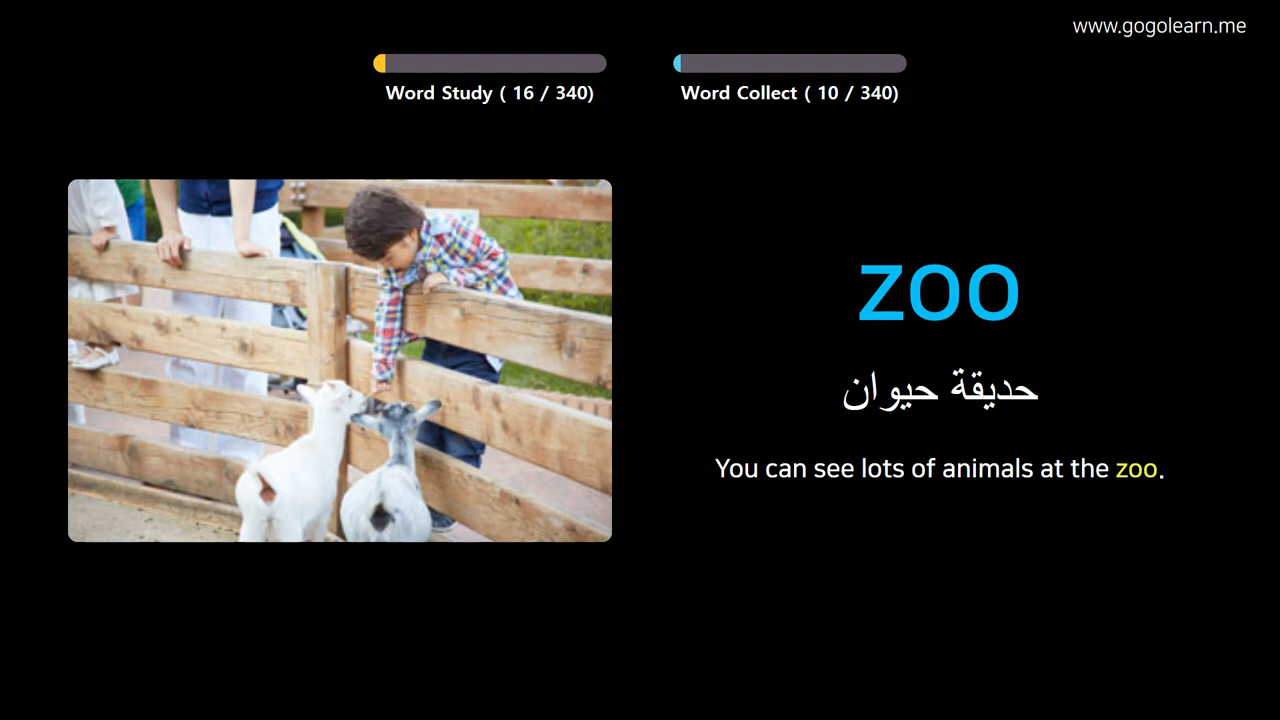 www.gogolearn.me
Word Study ( 16 / 340)
Word Collect ( 10 / 340)
zoo
حديقة حيوان
You can see lots of animals at the zoo.